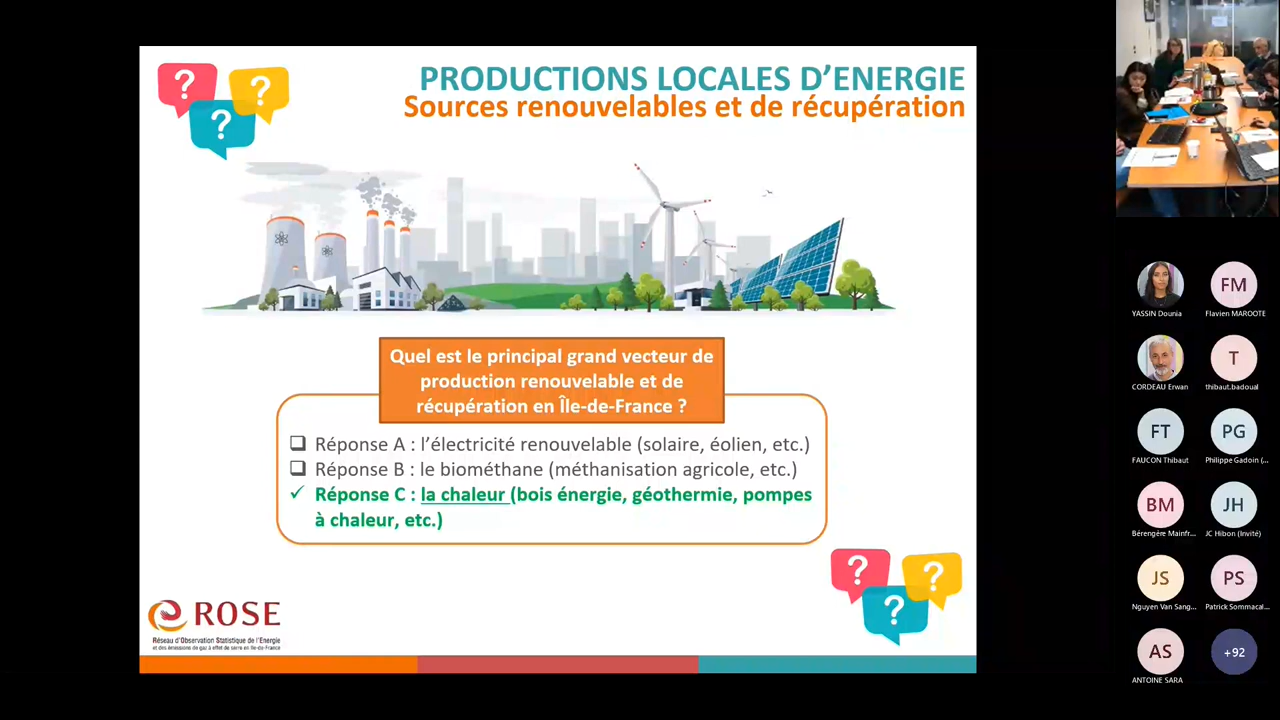 PRODUCTIONS LOCALES D'ENERGIE
Sources renouvelables et de récupération
Quel est le principal grand vecteur de
production renouvelable et de
récupération en Île-de-France ?
Réponse A : l'électricité renouvelable (solaire, éolien, etc.)
Réponse B : le biométhane (méthanisation agricole, etc.)
Réponse C : la chaleur (bois énergie, géothermie, pompes
à chaleur, etc.)
ROSE
Réseau d'Observation Statistique de l'Energie
et des émissions de gaz à effet de serre en Ile-de-France
YASSIN Dounia
FM
Flavien MAROOTE
CORDEAU Erwan
T
thibaut.badoual
FT
FAUCON Thibaut
PG
Philippe Gadoin (...
BM
Bérengère Mainfr...
JH
JC Hibon (Invité)
JS
Nguyen Van Sang...
PS
Patrick Sommacal...
AS
ANTOINE SARA
+92